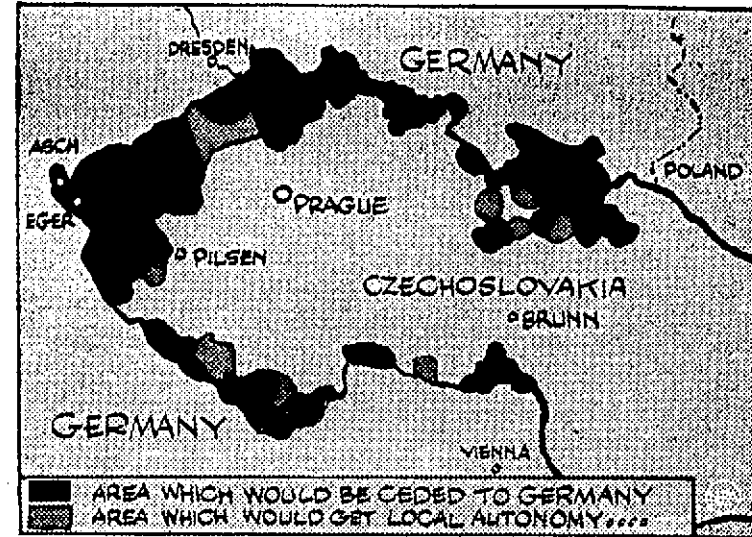 DRESDEN
GERMANY
ASCH
POLAND
EGER
PRAGUE
PILSEN
CZECHOSLOVAKIA
BRUNN
GERMANY
VIENNA
AREA WHICH WOULD BE CEDED TO GERMANY
AREA WHICH WOULD GET LOCAL AUTONOMY....